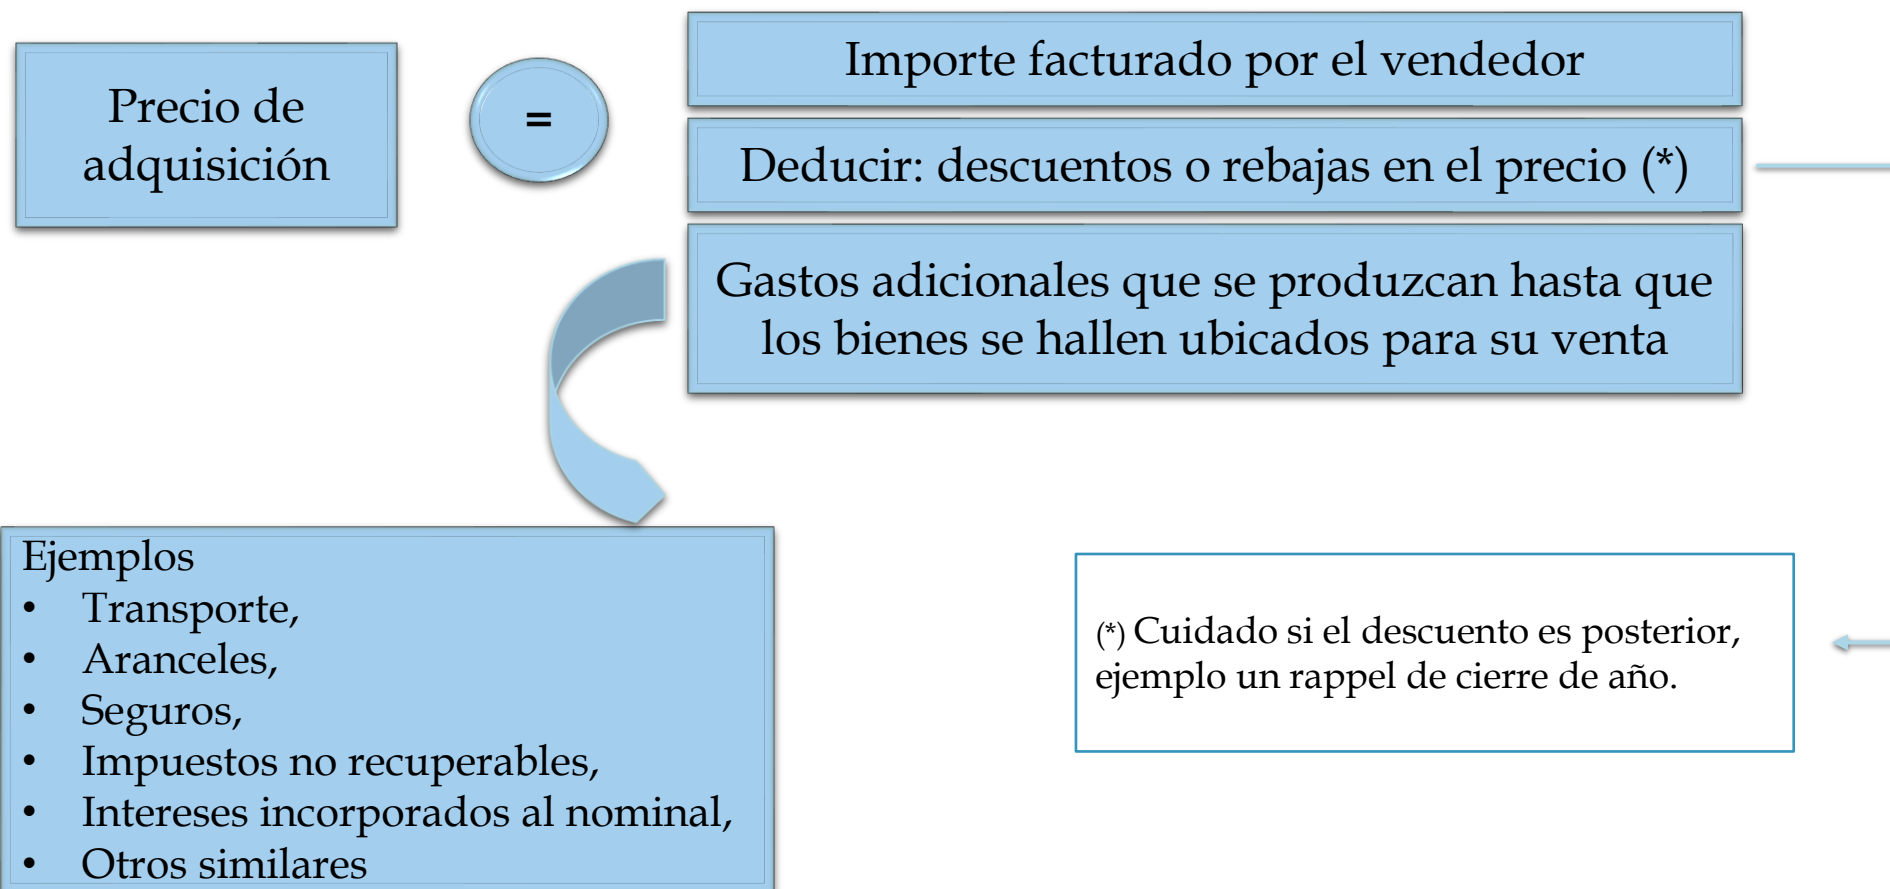 Precio de
adquisición
=
Importe facturado por el vendedor
Deducir: descuentos o rebajas en el precio (*)
Gastos adicionales que se produzcan hasta que
los bienes se hallen ubicados para su venta
Ejemplos
• Transporte,
• Aranceles,
• Seguros,
• Impuestos no recuperables,
• Intereses incorporados al nominal,
• Otros similares
(*) Cuidado si el descuento es posterior,
ejemplo un rappel de cierre de año.